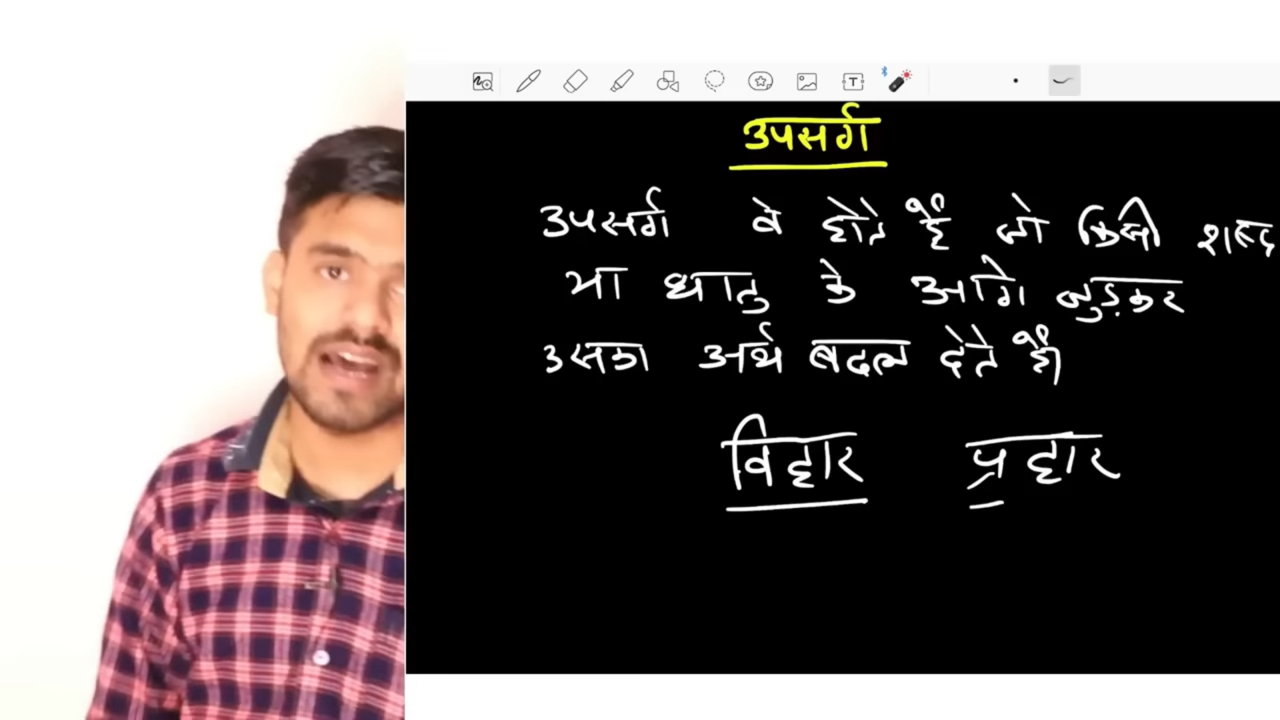 उपसर्ग
उपसर्ग वे होते हैं जो किसी शब्द
या धातु के आगे जुड़कर
उसका अर्थ बदल देते हैं
विहार प्रहार